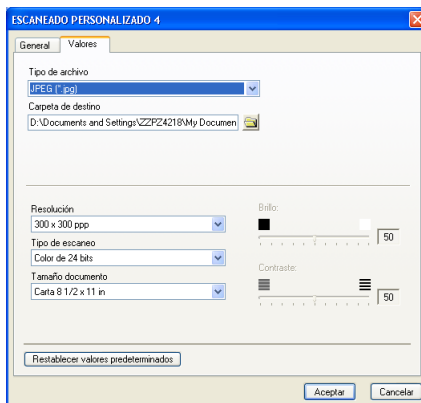 ESCANEADO PERSONALIZADO 4
General Valores
Tipo de archivo
JPEG (*.jpg)
Carpeta de destino
D:\Documents and Settings\ZZPZ4218\My Documen
Resolución
300 x 300 ppp
Tipo de escaneo
Color de 24 bits
Tamaño documento
Carta 8 1/2 x 11 in
Brillo:
50
Contraste:
50
Restablecer valores predeterminados
Aceptar Cancelar